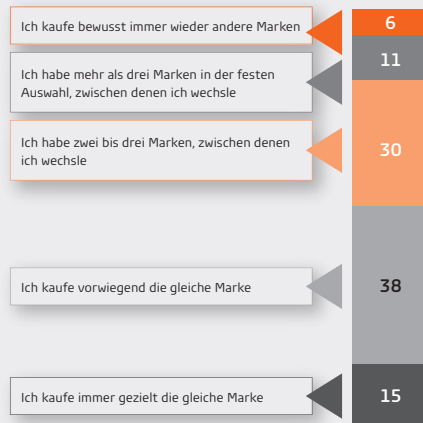 Ich kaufe bewusst immer wieder andere Marken
6
Ich habe mehr als drei Marken in der festen
Auswahl, zwischen denen ich wechsle
11
Ich habe zwei bis drei Marken, zwischen denen
ich wechsle
30
Ich kaufe vorwiegend die gleiche Marke
38
Ich kaufe immer gezielt die gleiche Marke
15